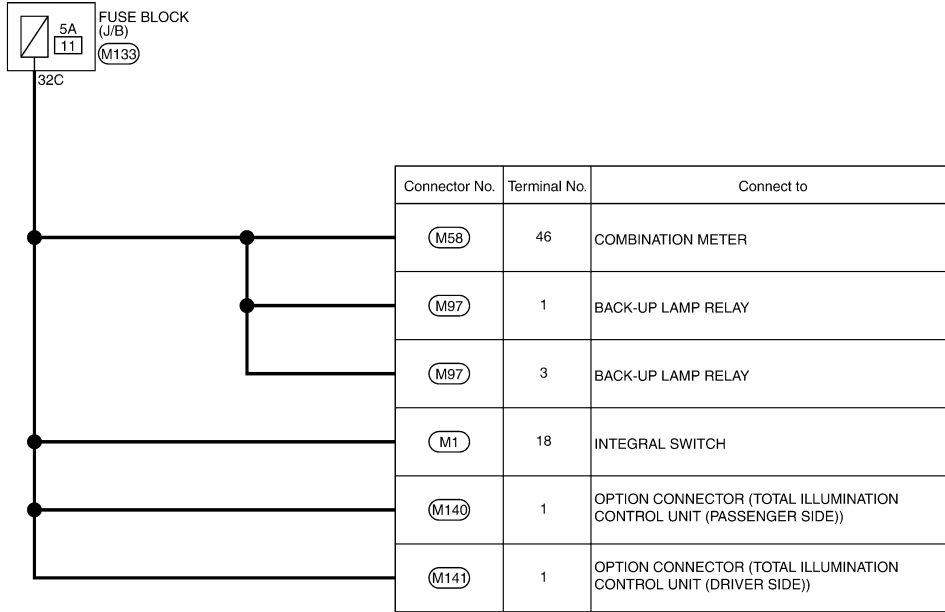 FUSE BLOCK
(J/B)
5A
11
M133
32C
Connector No. Terminal No. Connect to
M58 46 COMBINATION METER
M97 1 BACK-UP LAMP RELAY
M97 3 BACK-UP LAMP RELAY
M1 18 INTEGRAL SWITCH
M140 1 OPTION CONNECTOR (TOTAL ILLUMINATION
CONTROL UNIT (PASSENGER SIDE))
M141 1 OPTION CONNECTOR (TOTAL ILLUMINATION
CONTROL UNIT (DRIVER SIDE))